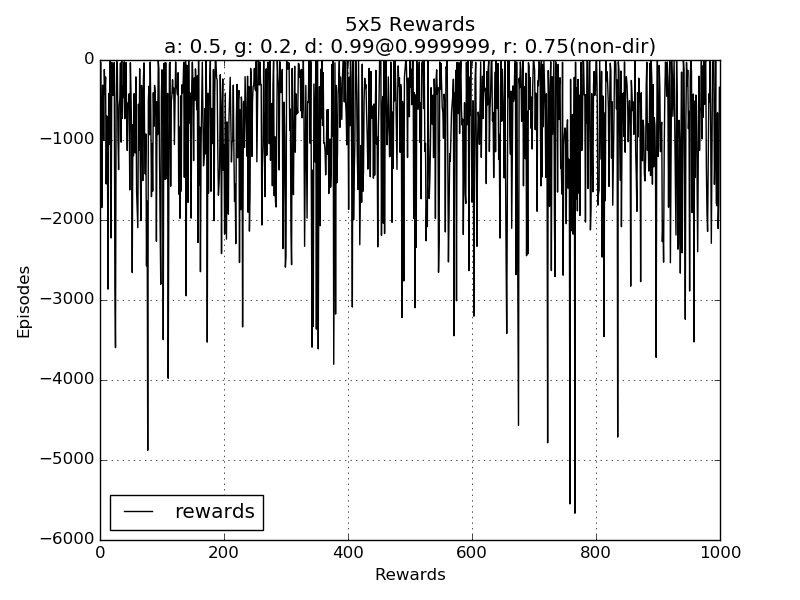 5x5 Rewards
a: 0.5, g: 0.2, d: 0.99@0.999999, r: 0.75(non-dir)
0
−1000
−2000
−3000
−4000
−5000
−6000
Episodes
rewards
0 200 400 600 800 1000
Rewards